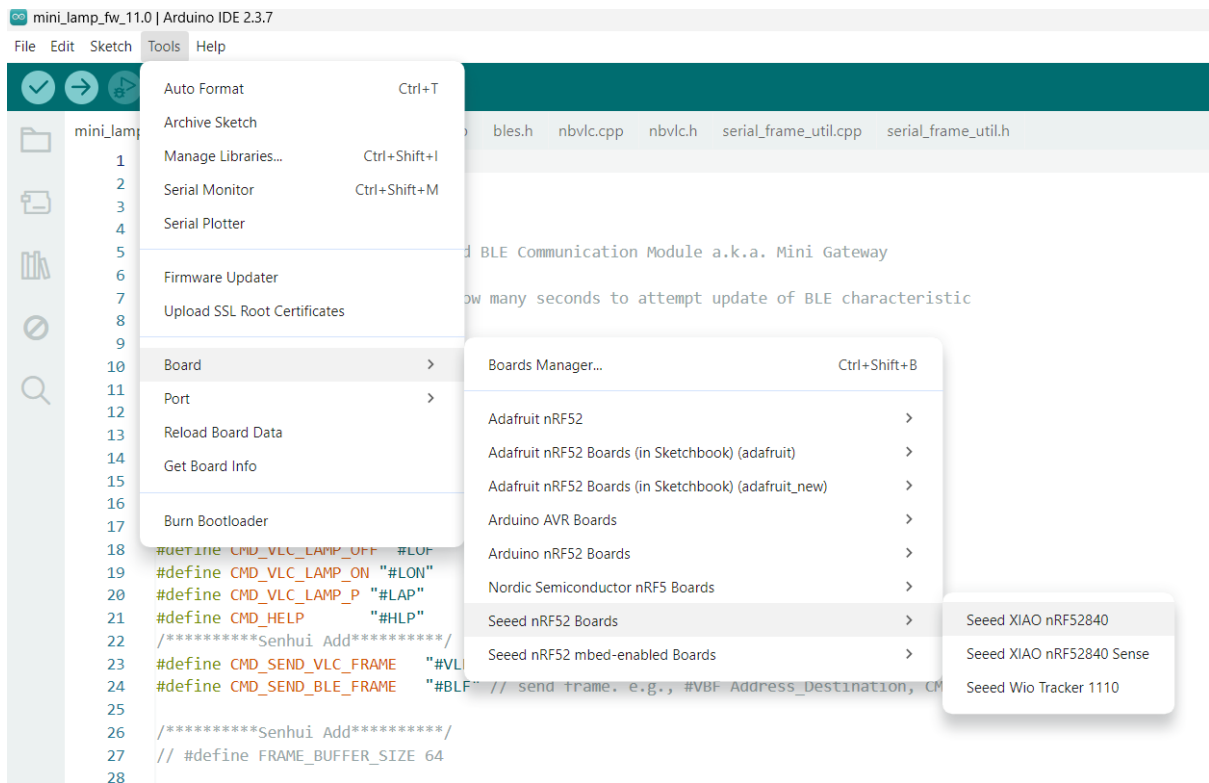 mini_lamp_fw_11.0 | Arduino IDE 2.3.7
File Edit Sketch Tools Help
Auto Format Ctrl+T
Archive Sketch
Manage Libraries... Ctrl+Shift+I
Serial Monitor Ctrl+Shift+M
Serial Plotter
Firmware Updater
Upload SSL Root Certificates
Board
Port
Reload Board Data
Get Board Info
Burn Bootloader
Boards Manager... Ctrl+Shift+B
Adafruit nRF52
Adafruit nRF52 Boards (in Sketchbook) (adafruit)
Adafruit nRF52 Boards (in Sketchbook) (adafruit_new)
Arduino AVR Boards
Arduino nRF52 Boards
Nordic Semiconductor nRF5 Boards
Seeed nRF52 Boards
Seeed nRF52 mbed-enabled Boards
Seeed XIAO nRF52840
Seeed XIAO nRF52840 Sense
Seeed Wio Tracker 1110
mini_lamp bles.h nbvlc.cpp nbvlc.h serial_frame_util.cpp serial_frame_util.h
1
2
3
4
5 BLE Communication Module a.k.a. Mini Gateway
6
7 many seconds to attempt update of BLE characteristic
8
9
10
11
12
13
14
15
16
17
18 #define CMD_VLC_LAMP_OFF "#LOF"
19 #define CMD_VLC_LAMP_ON "#LON"
20 #define CMD_VLC_LAMP_P "#LAP"
21 #define CMD_HELP "#HLP"
22 /**********Senhui Add**********/
23 #define CMD_SEND_VLC_FRAME "#VL
24 #define CMD_SEND_BLE_FRAME "#BLF" // send frame. e.g., #VBF Address_Destination, CM
25
26 /**********Senhui Add**********/
27 // #define FRAME_BUFFER_SIZE 64
28